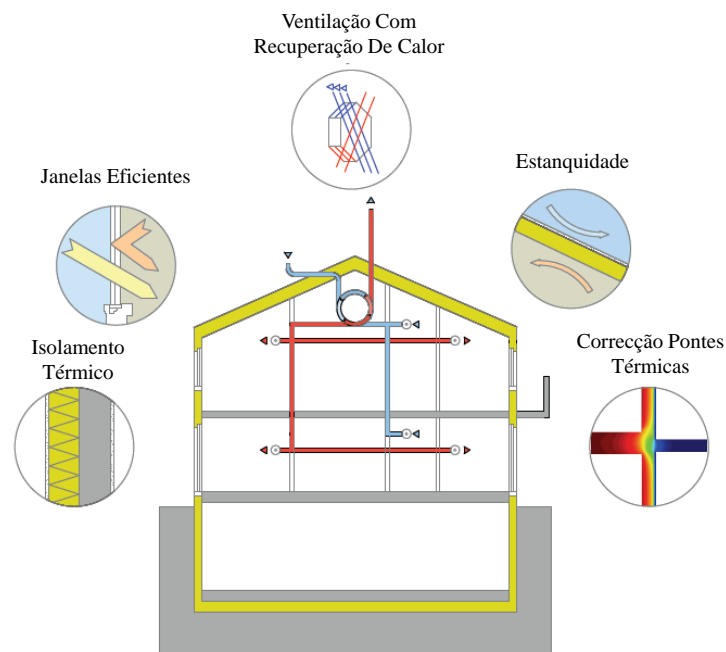 Ventilação Com
Recuperação De Calor
Janelas Eficientes
Estanquidade
Isolamento
Térmico
Correcção Pontes
Térmicas